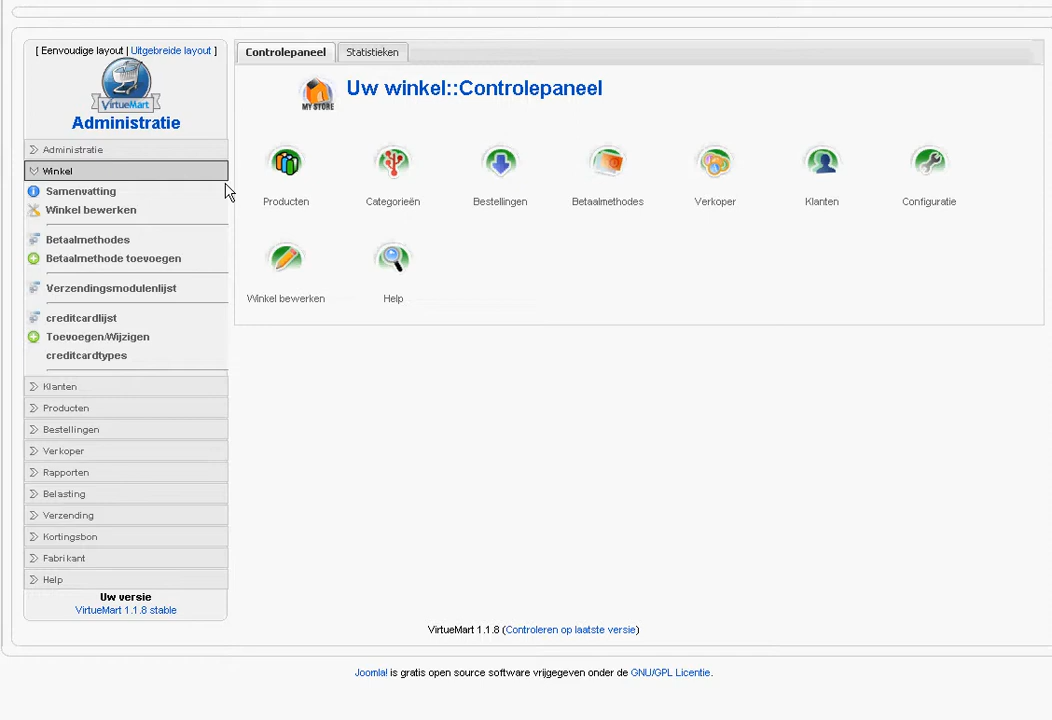 [ Eenvoudige layout | Uitgebreide layout ]
VirtueMart
Administratie
Administratie
Winkel
Samenvatting
Winkel bewerken
Betaalmethodes
Betaalmethode toevoegen
Verzendingsmodulenlijst
creditcardlijst
Toevoegen/Wijzigen
creditcardtypes
Klanten
Producten
Bestellingen
Verkoper
Rapporten
Belasting
Verzending
Kortingsbon
Fabrikant
Help
Uw versie
VirtueMart 1.1.8 stable
Controlepaneel Statistieken
MY STORE
Uw winkel::Controlepaneel
Producten Categorieën Bestellingen Betaalmethodes Verkoper Klanten Configuratie
Winkel bewerken Help
VirtueMart 1.1.8 (Controleren op laatste versie)
Joomla! is gratis open source software vrijgegeven onder de GNU/GPL Licentie.